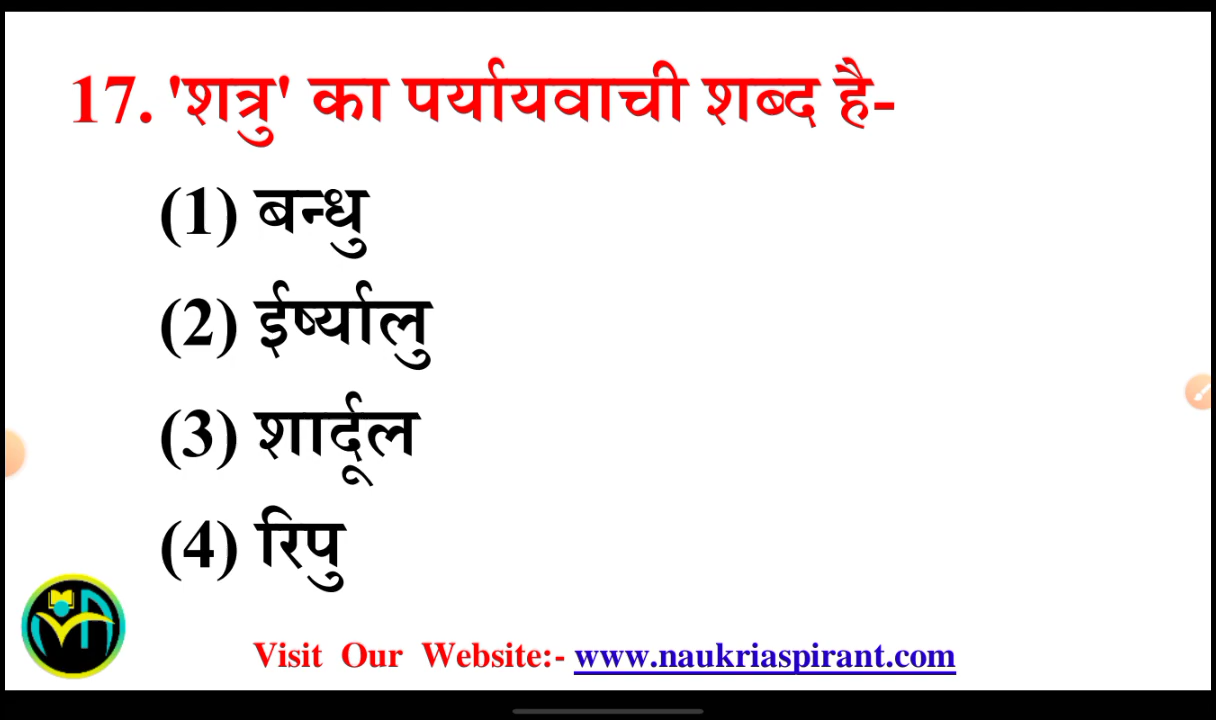 17. 'शत्रु' का पर्यायवाची शब्द है-
(1) बन्धु
(2) ईर्ष्यालु
(3) शार्दूल
(4) रिपु
Visit Our Website:- www.naukriaspirant.com